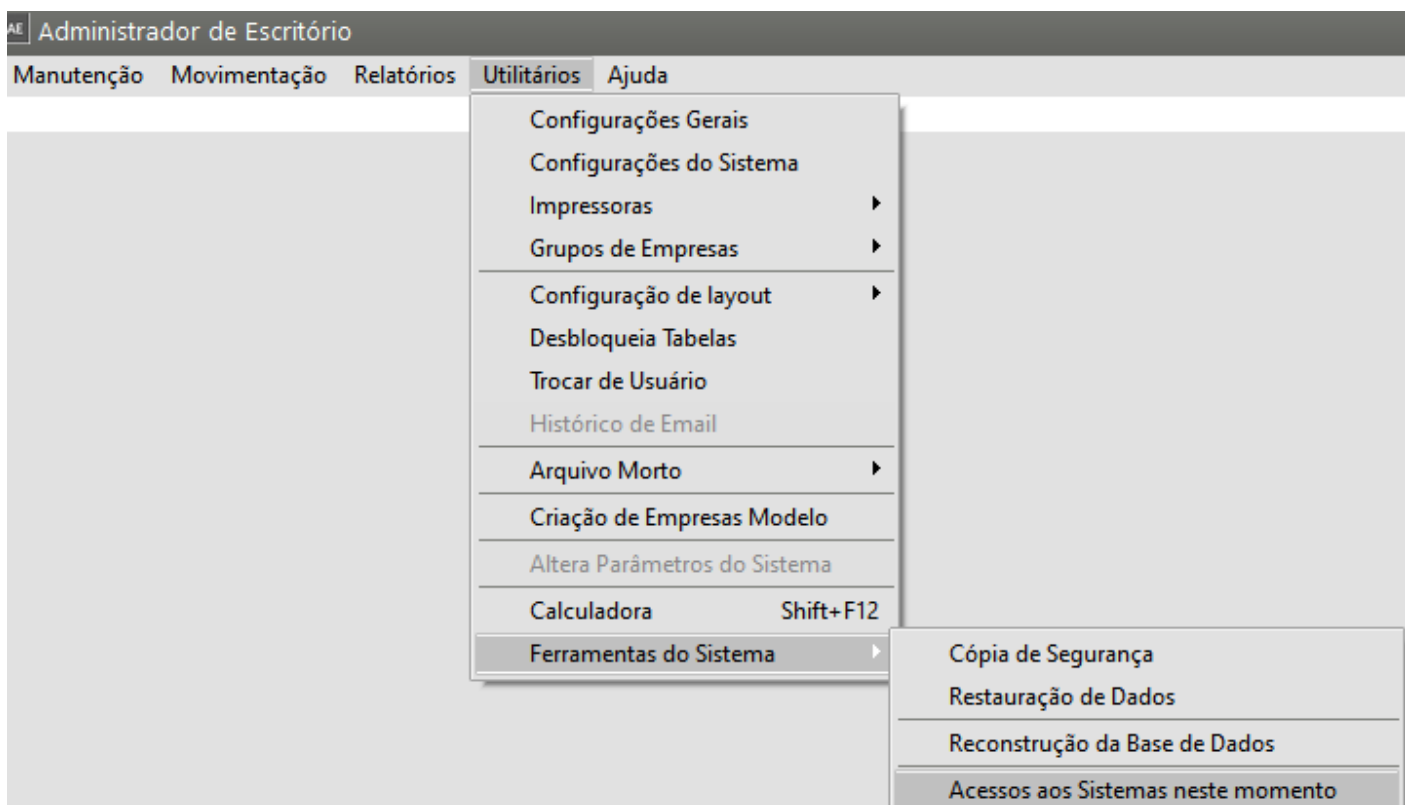 AE Administrador de Escritório
Manutenção Movimentação Relatórios Utilitários Ajuda
Configurações Gerais
Configurações do Sistema
Impressoras
Grupos de Empresas
Configuração de layout
Desbloqueia Tabelas
Trocar de Usuário
Histórico de Email
Arquivo Morto
Criação de Empresas Modelo
Altera Parâmetros do Sistema
Calculadora Shift+F12
Ferramentas do Sistema
Cópia de Segurança
Restauração de Dados
Reconstrução da Base de Dados
Acessos aos Sistemas neste momento